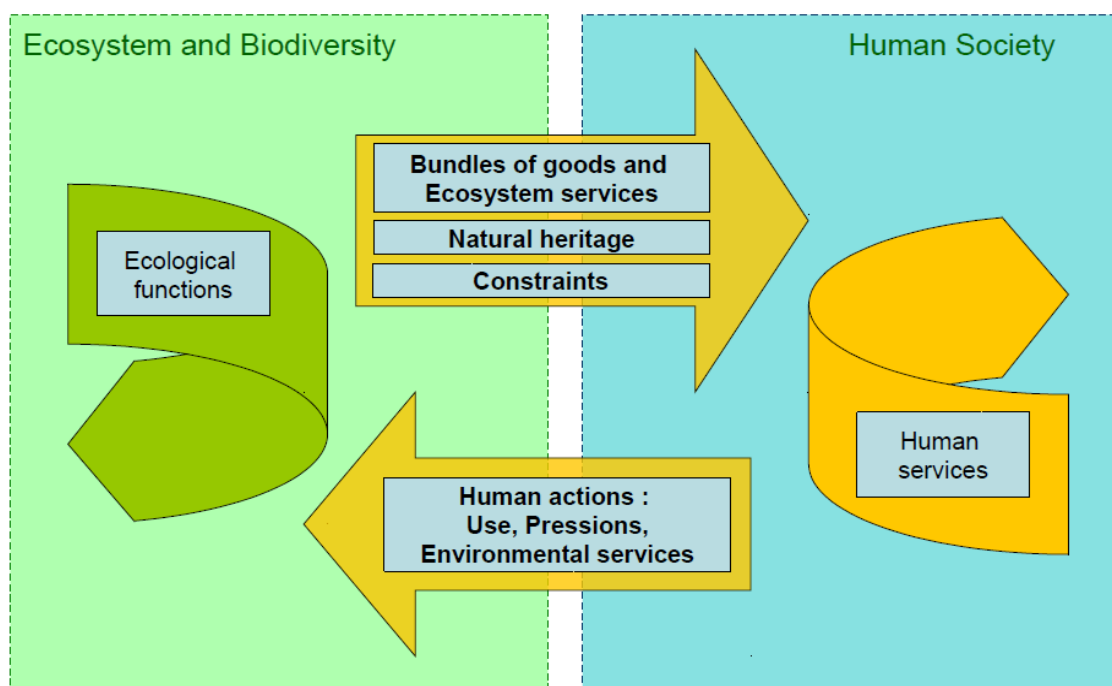 Ecosystem and Biodiversity
Human Society
Bundles of goods and
Ecosystem services
Natural heritage
Constraints
Ecological
functions
Human
services
Human actions :
Use, Pressions,
Environmental services